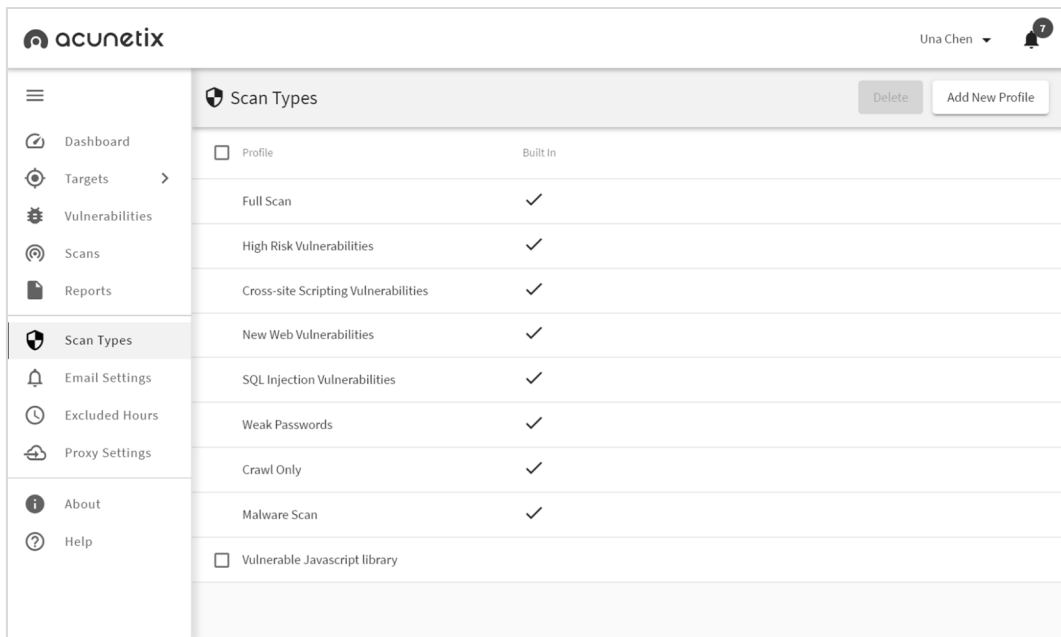 acunetix
Una Chen
7
Scan Types
Delete
Add New Profile
Dashboard
Targets
Vulnerabilities
Scans
Reports
Scan Types
Email Settings
Excluded Hours
Proxy Settings
About
Help
Profile Built In
Full Scan
High Risk Vulnerabilities
Cross-site Scripting Vulnerabilities
New Web Vulnerabilities
SQL Injection Vulnerabilities
Weak Passwords
Crawl Only
Malware Scan
Vulnerable Javascript library